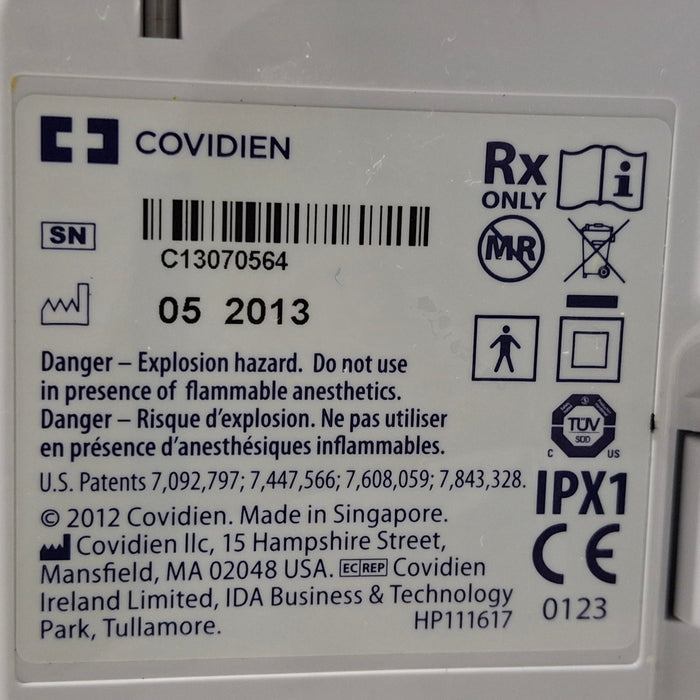 COVIDIEN
Rx
ONLY
i
SN
C13070564
MR
05 2013
Danger – Explosion hazard. Do not use
in presence of flammable anesthetics.
Danger – Risque d'explosion. Ne pas utiliser
en présence d'anesthésiques inflammables.
TÜV
SÜD
C US
U.S. Patents 7,092,797; 7,447,566; 7,608,059; 7,843,328.
IPX1
© 2012 Covidien. Made in Singapore.
Covidien llc, 15 Hampshire Street,
Mansfield, MA 02048 USA. EC REP Covidien
Ireland Limited, IDA Business & Technology
Park, Tullamore.
HP111617
CE
0123